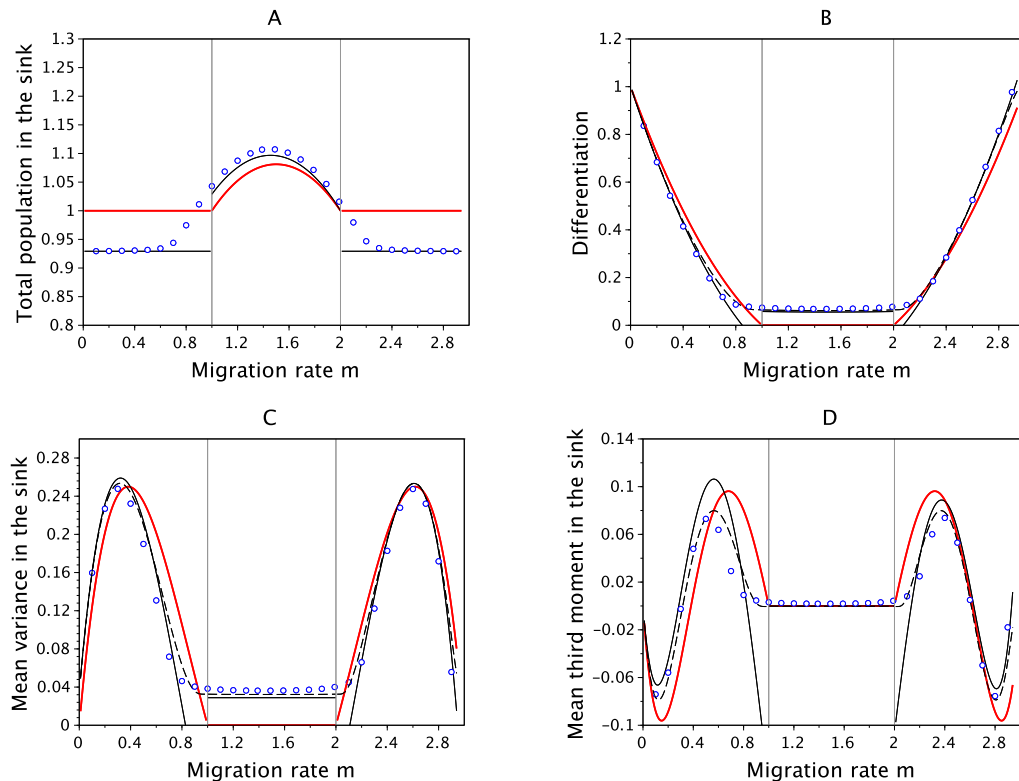 A
Total population in the sink
1.3
1.25
1.2
1.15
1.1
1.05
1
0.95
0.9
0.85
0.8
0 0.4 0.8 1.2 1.6 2 2.4 2.8
Migration rate m
B
Differentiation
1.2
1
0.8
0.6
0.4
0.2
0
0 0.4 0.8 1.2 1.6 2 2.4 2.8
Migration rate m
C
Mean variance in the sink
0.28
0.24
0.2
0.16
0.12
0.08
0.04
0
0 0.4 0.8 1.2 1.6 2 2.4 2.8
Migration rate m
D
Mean third moment in the sink
0.14
0.1
0.06
0.02
−0.02
−0.06
−0.1
0 0.4 0.8 1.2 1.6 2 2.4 2.8
Migration rate m